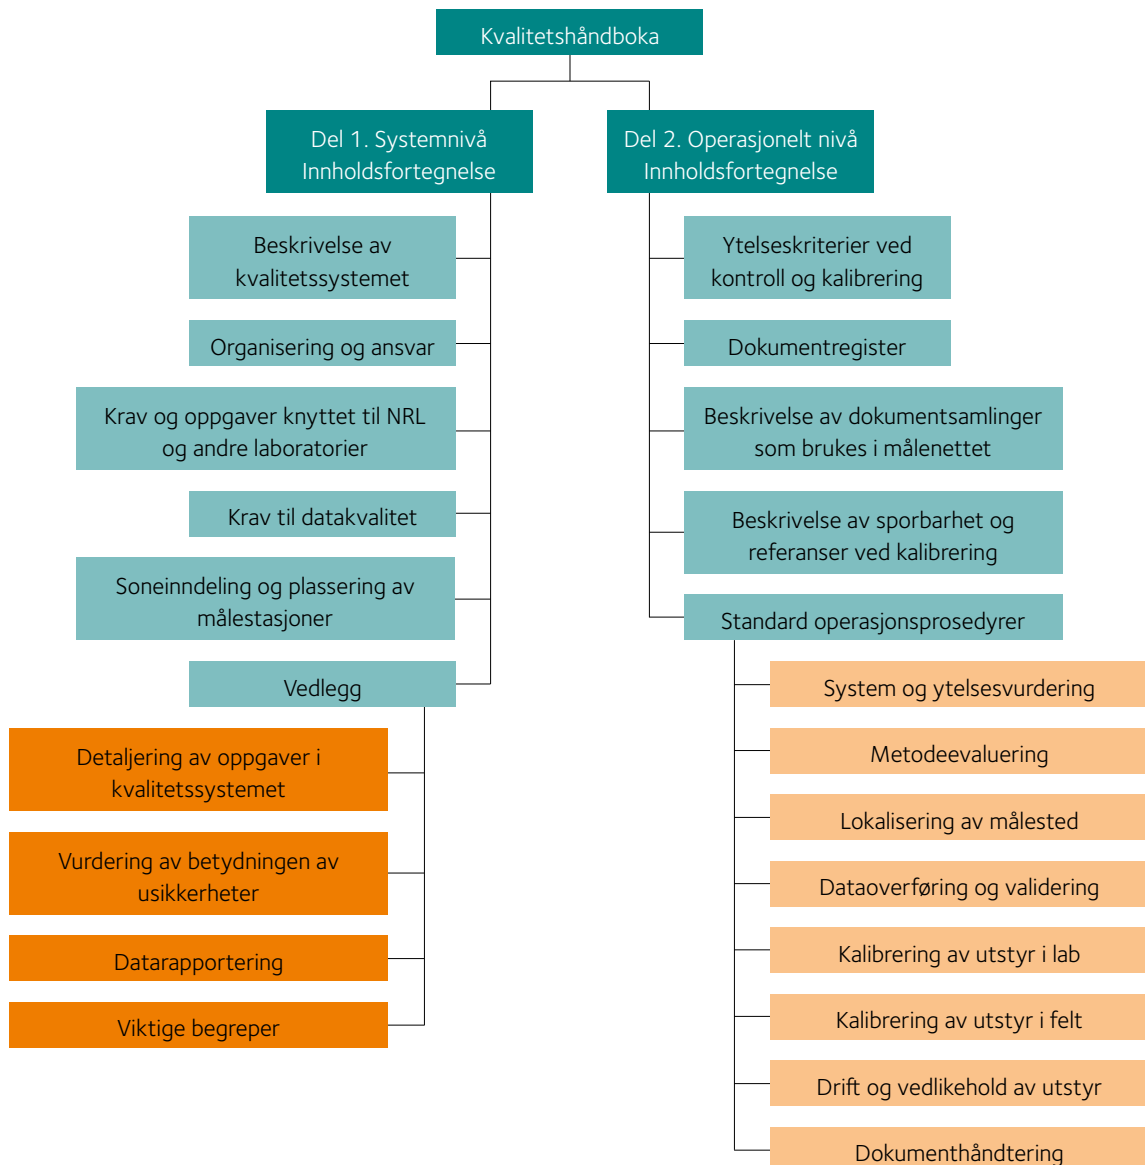 Kvalitetshåndboka
Del 1. Systemnivå
Innholdsfortegnelse
Beskrivelse av
kvalitetssystemet
Organisering og ansvar
Krav og oppgaver knyttet til NRL
og andre laboratorier
Krav til datakvalitet
Soneinndeling og plassering av
målestasjoner
Vedlegg
Detaljering av oppgaver i
kvalitetssystemet
Vurdering av betydningen av
usikkerheter
Datarapportering
Viktige begreper
Del 2. Operasjonelt nivå
Innholdsfortegnelse
Ytelseskriterier ved
kontroll og kalibrering
Dokumentregister
Beskrivelse av dokumentsamlinger
som brukes i målenettet
Beskrivelse av sporbarhet og
referanser ved kalibrering
Standard operasjonsprosedyrer
System og ytelsesvurdering
Metodeevaluering
Lokalisering av målested
Dataoverføring og validering
Kalibrering av utstyr i lab
Kalibrering av utstyr i felt
Drift og vedlikehold av utstyr
Dokumenthåndtering